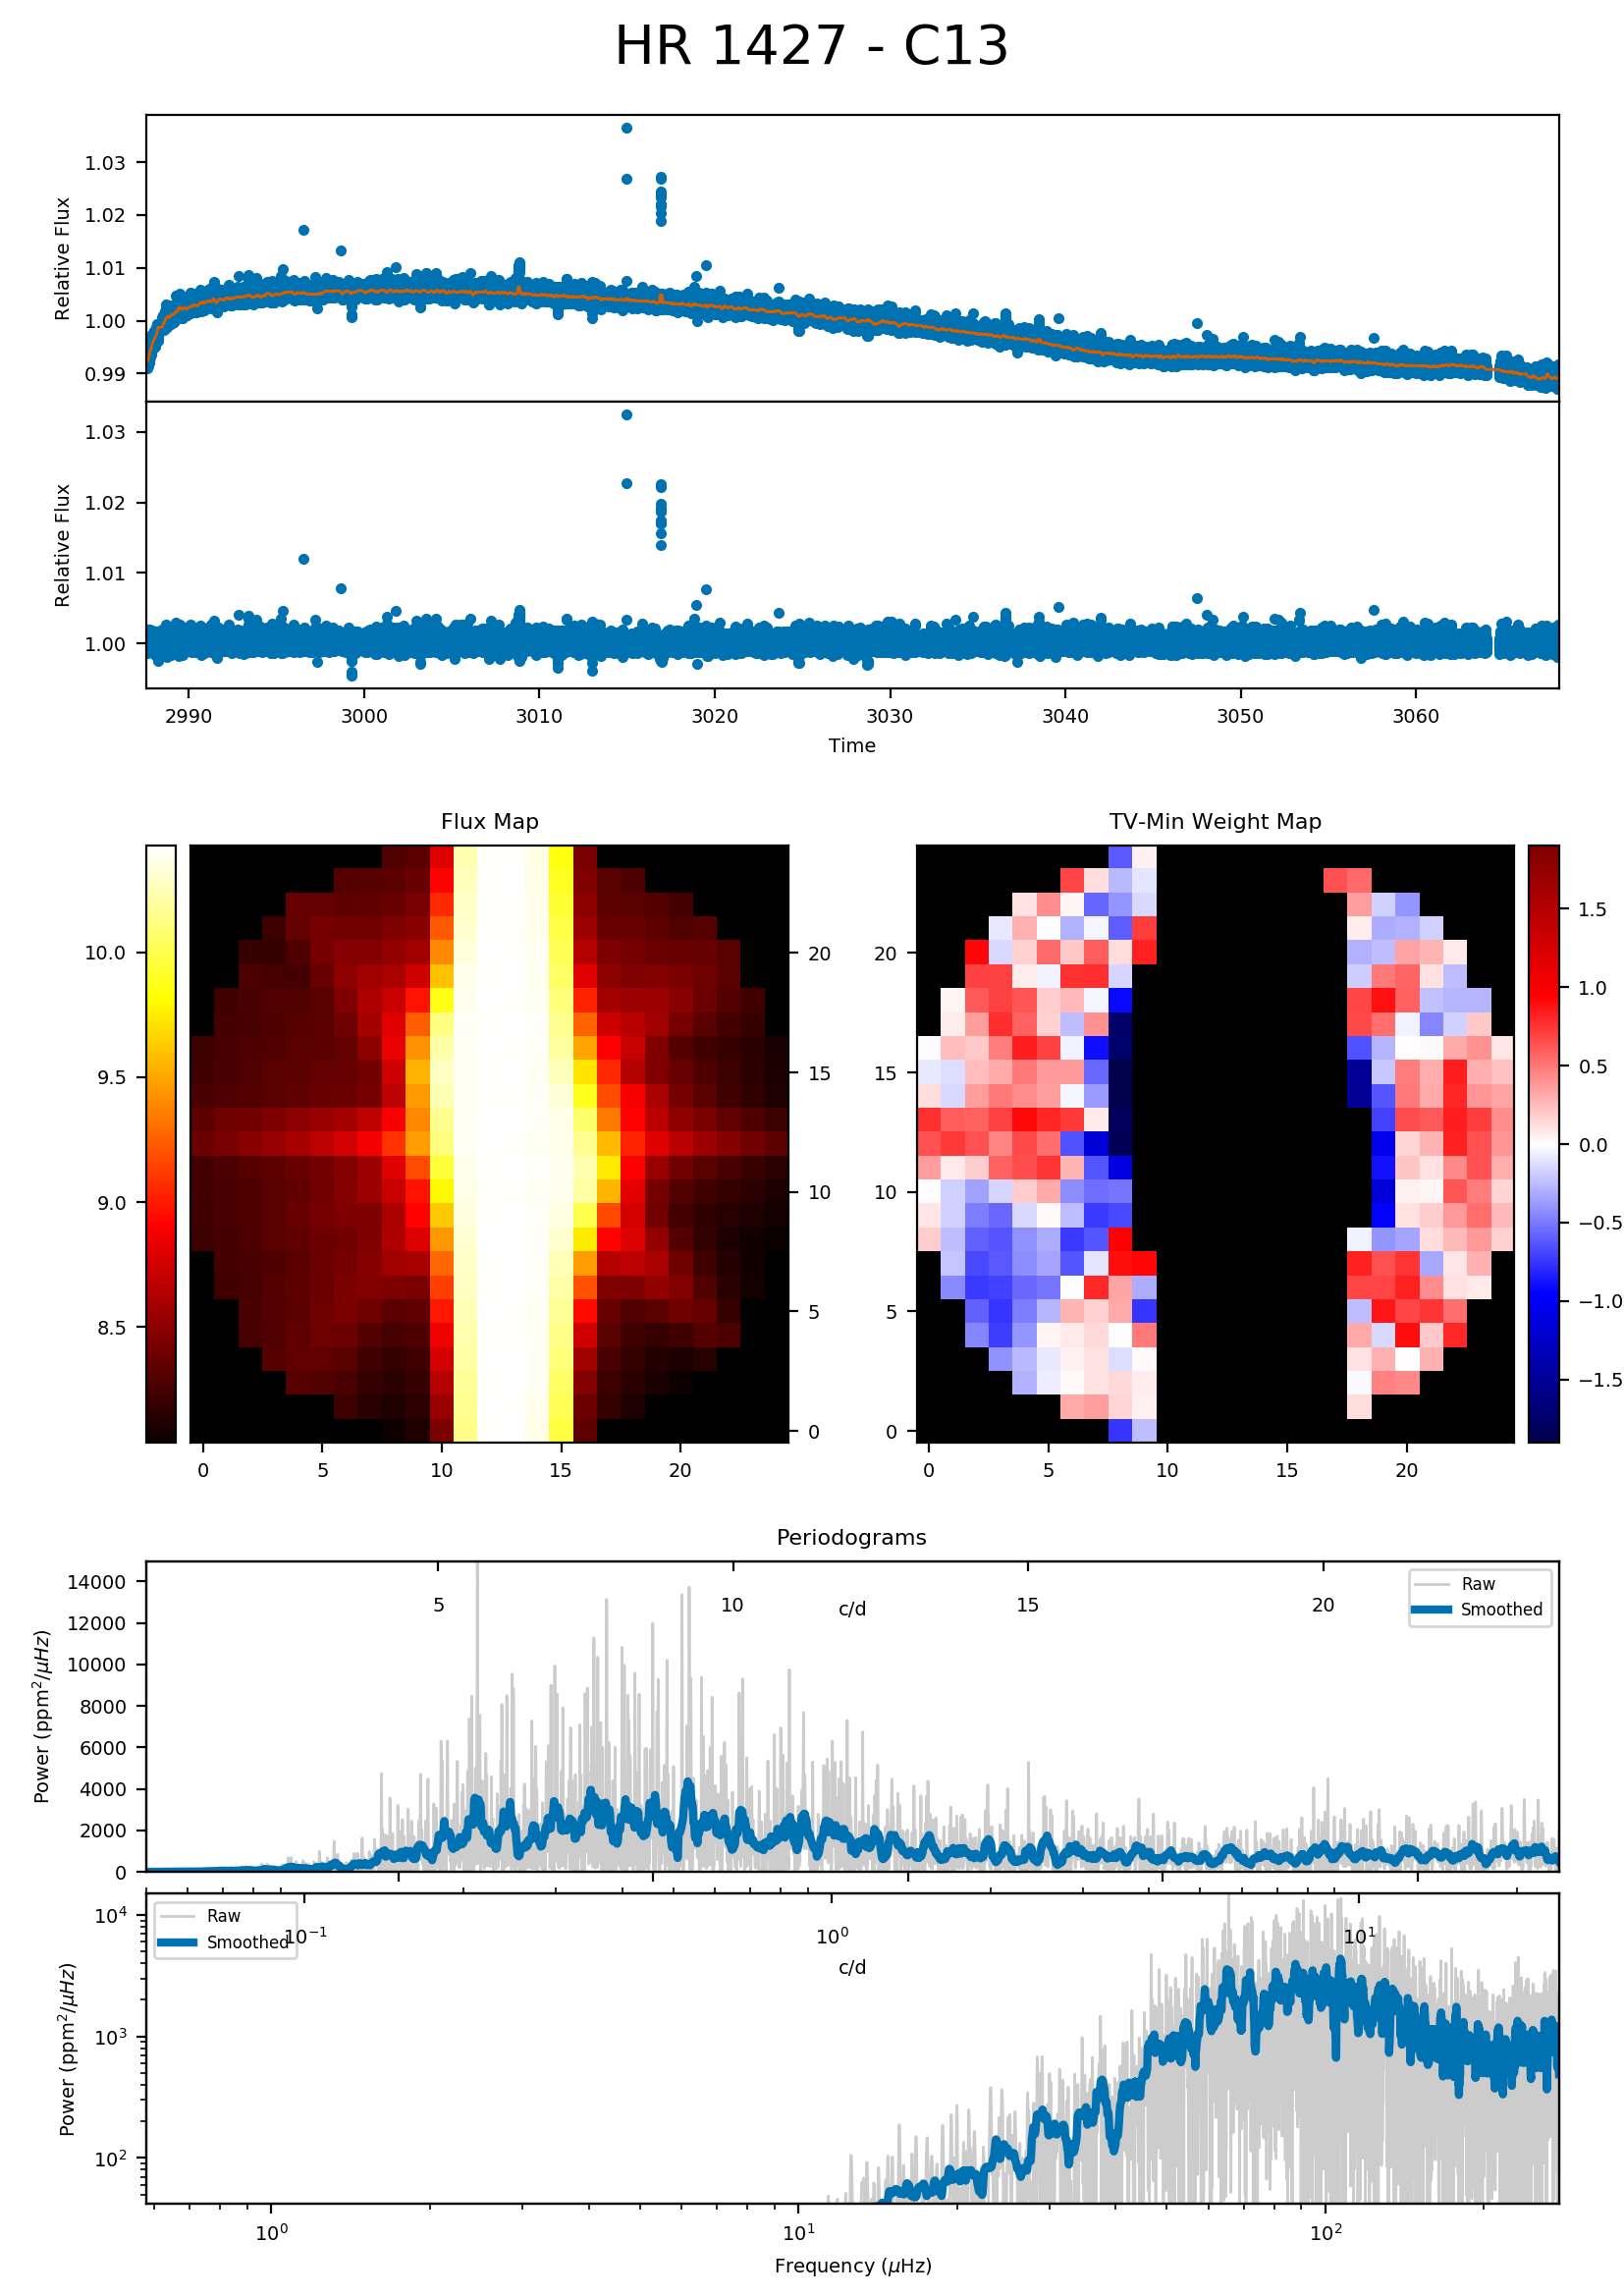 HR 1427 - C13
1.03
1.02
1.01
1.00
0.99
Relative Flux
1.03
1.02
1.01
1.00
Relative Flux
2990 3000 3010 3020 3030 3040 3050 3060
Time
Flux Map
10.0
9.5
9.0
8.5
20
15
10
5
0
0 5 10 15 20
TV-Min Weight Map
20
15
10
5
0
0 5 10 15 20
1.5
1.0
0.5
0.0
−0.5
−1.0
−1.5
Periodograms
14000
12000
10000
8000
6000
4000
2000
0
Power (ppm²/μHz)
5 10 15 20
c/d
Raw
Smoothed
10⁴
10³
10²
Power (ppm²/μHz)
Raw
Smoothed
10⁻¹ 10⁰ 10¹
c/d
10⁰ 10¹ 10²
Frequency (μHz)